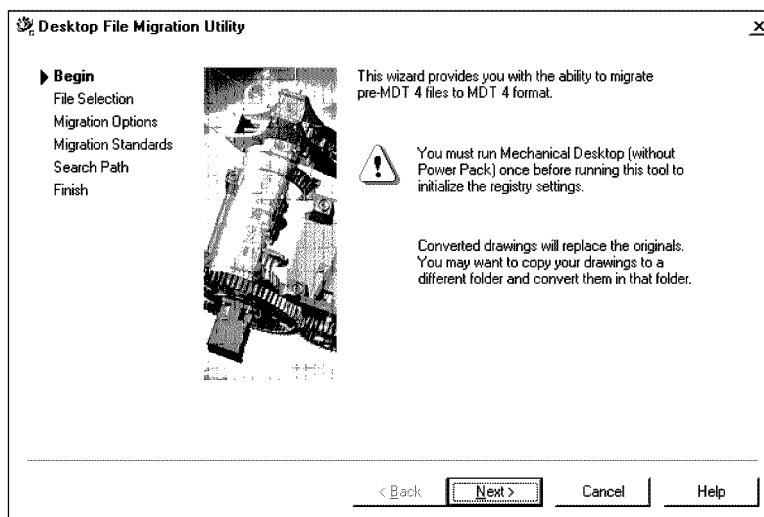 Desktop File Migration Utility
Begin
File Selection
Migration Options
Migration Standards
Search Path
Finish
This wizard provides you with the ability to migrate
pre-MDT 4 files to MDT 4 format.
You must run Mechanical Desktop (without
Power Pack) once before running this tool to
initialize the registry settings.
Converted drawings will replace the originals.
You may want to copy your drawings to a
different folder and convert them in that folder.
< Back Next > Cancel Help